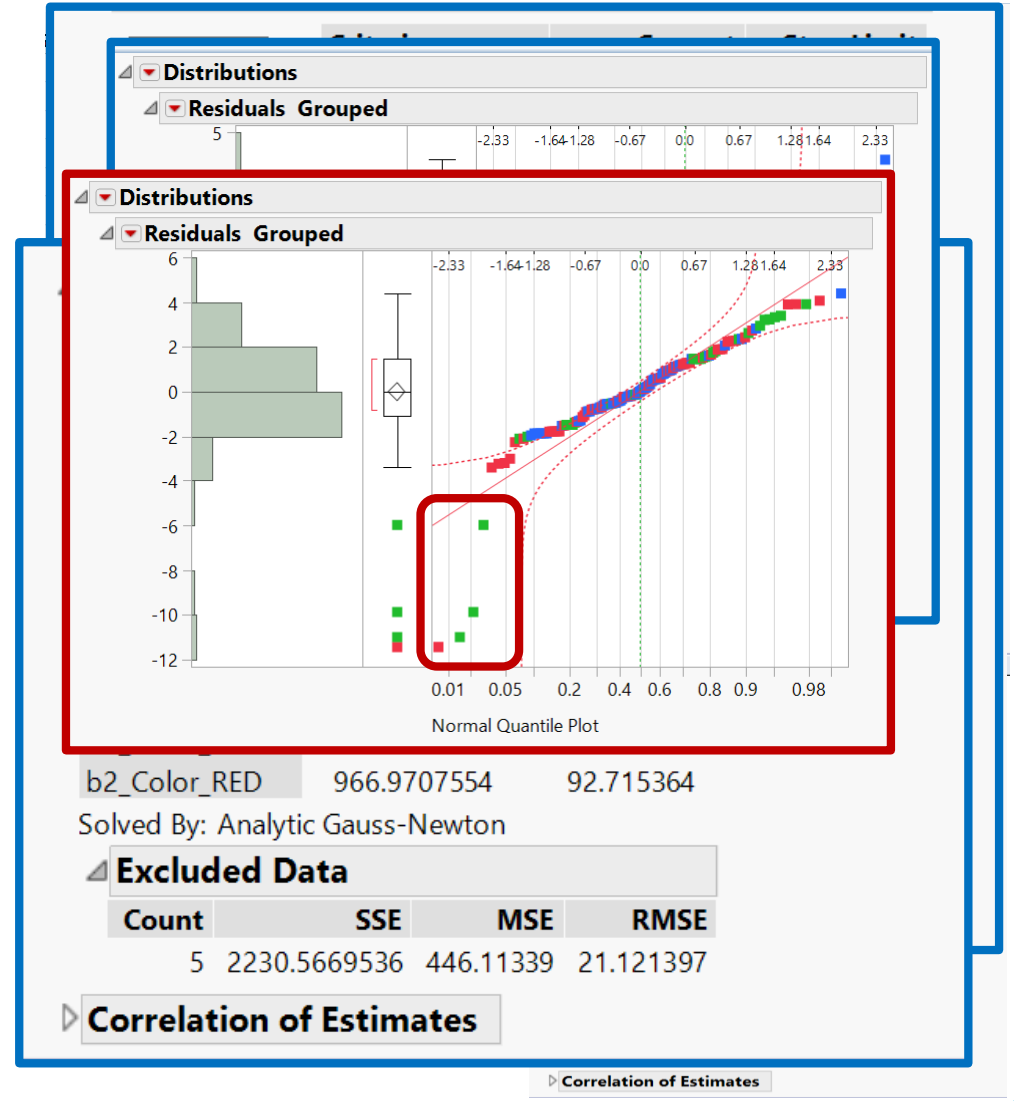 Distributions
Residuals Grouped
5
-2.33 -1.64 -1.28 -0.67 0.0 0.67 1.28 1.64 2.33
Distributions
Residuals Grouped
-2.33 -1.64 -1.28 -0.67 0.0 0.67 1.28 1.64 2.33
6
4
2
0
-2
-4
-6
-8
-10
-12
0.01 0.05 0.2 0.4 0.6 0.8 0.9 0.98
Normal Quantile Plot
b2_Color_RED 966.9707554 92.715364
Solved By: Analytic Gauss-Newton
Excluded Data
Count SSE MSE RMSE
5 2230.5669536 446.11339 21.121397
Correlation of Estimates
Correlation of Estimates